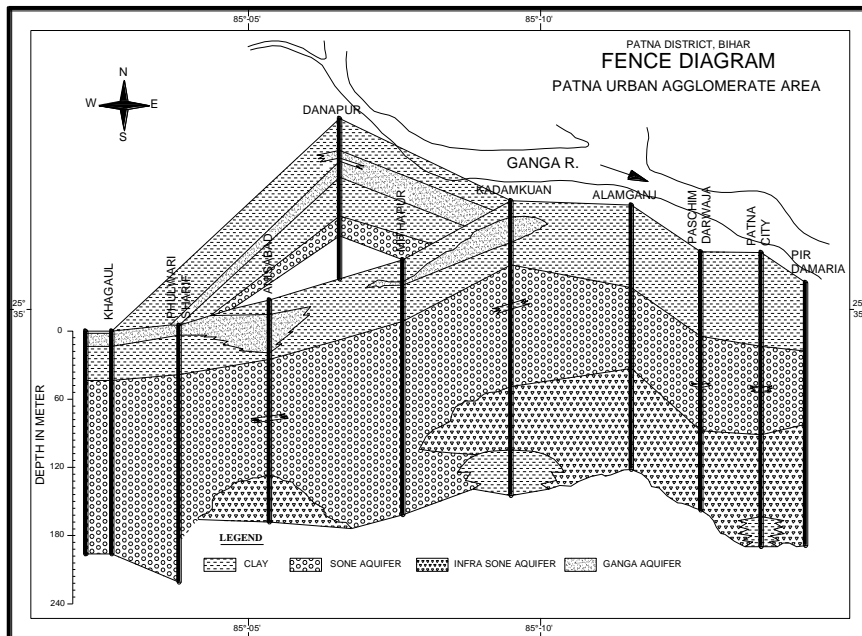 85°-05'
85°-10'
PATNA DISTRICT, BIHAR
FENCE DIAGRAM
PATNA URBAN AGGLOMERATE AREA
N
W
E
S
DANAPUR
GANGA R.
KADAMKUAN
ALAMGANJ
PASCHIM
DARWAJA
PATNA
CITY
PIR
DAMARIA
KHAGAUL
PHULWARI
SHARIF
ANISABAD
MITHAPUR
25°
35'
25°
35'
DEPTH IN METER
0
60
120
180
240
LEGEND
CLAY
SONE AQUIFER
INFRA SONE AQUIFER
GANGA AQUIFER
85°-05'
85°-10'